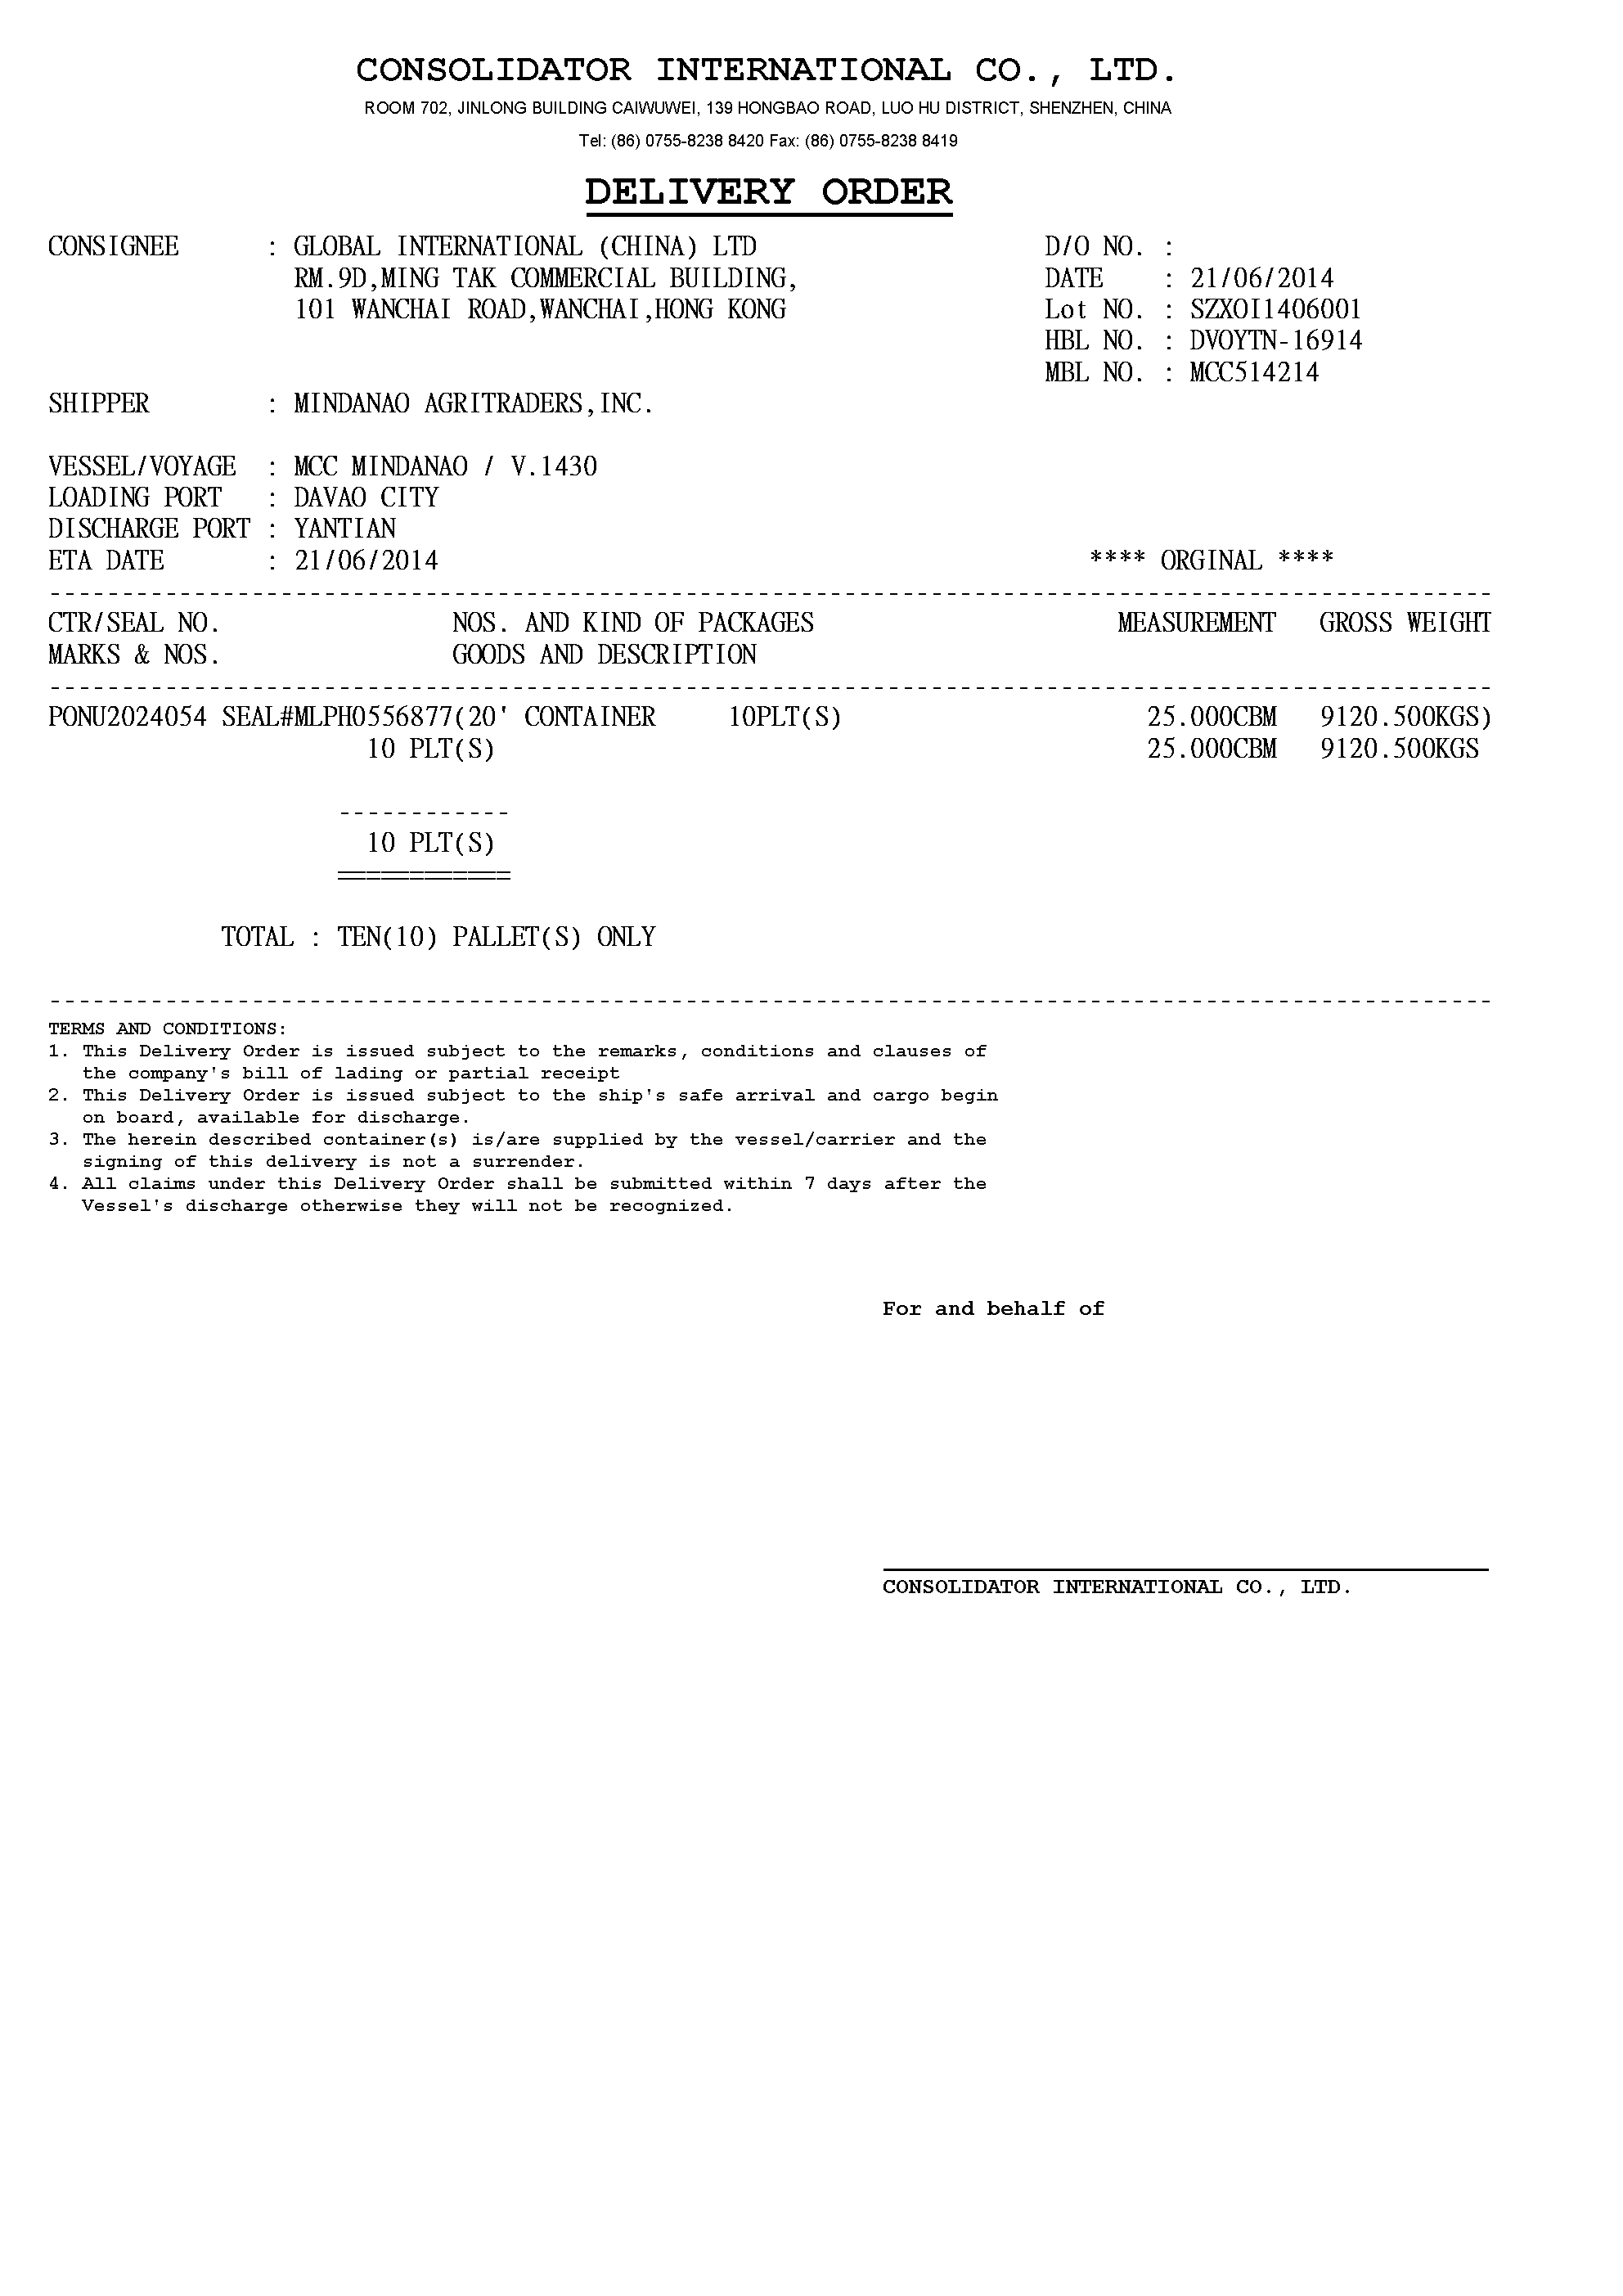 CONSOLIDATOR INTERNATIONAL CO., LTD.
ROOM 702, JINLONG BUILDING CAIWUWEI, 139 HONGBAO ROAD, LUO HU DISTRICT, SHENZHEN, CHINA
Tel: (86) 0755-8238 8420 Fax: (86) 0755-8238 8419
DELIVERY ORDER
CONSIGNEE : GLOBAL INTERNATIONAL (CHINA) LTD D/O NO. :
RM.9D,MING TAK COMMERCIAL BUILDING, DATE : 21/06/2014
101 WANCHAI ROAD,WANCHAI,HONG KONG Lot NO. : SZXOI1406001
HBL NO. : DVOYTN-16914
MBL NO. : MCC514214
SHIPPER : MINDANAO AGRITRADERS,INC.
VESSEL/VOYAGE : MCC MINDANAO / V.1430
LOADING PORT : DAVAO CITY
DISCHARGE PORT : YANTIAN
ETA DATE : 21/06/2014 **** ORGINAL ****
----------------------------------------------------------------------------------------------------
CTR/SEAL NO. NOS. AND KIND OF PACKAGES MEASUREMENT GROSS WEIGHT
MARKS & NOS. GOODS AND DESCRIPTION
----------------------------------------------------------------------------------------------------
PONU2024054 SEAL#MLPH0556877(20' CONTAINER 10PLT(S) 25.000CBM 9120.500KGS)
10 PLT(S) 25.000CBM 9120.500KGS
------------
10 PLT(S)
============
TOTAL : TEN(10) PALLET(S) ONLY
----------------------------------------------------------------------------------------------------
TERMS AND CONDITIONS:
1. This Delivery Order is issued subject to the remarks, conditions and clauses of
the company's bill of lading or partial receipt
2. This Delivery Order is issued subject to the ship's safe arrival and cargo begin
on board, available for discharge.
3. The herein described container(s) is/are supplied by the vessel/carrier and the
signing of this delivery is not a surrender.
4. All claims under this Delivery Order shall be submitted within 7 days after the
Vessel's discharge otherwise they will not be recognized.
For and behalf of
CONSOLIDATOR INTERNATIONAL CO., LTD.